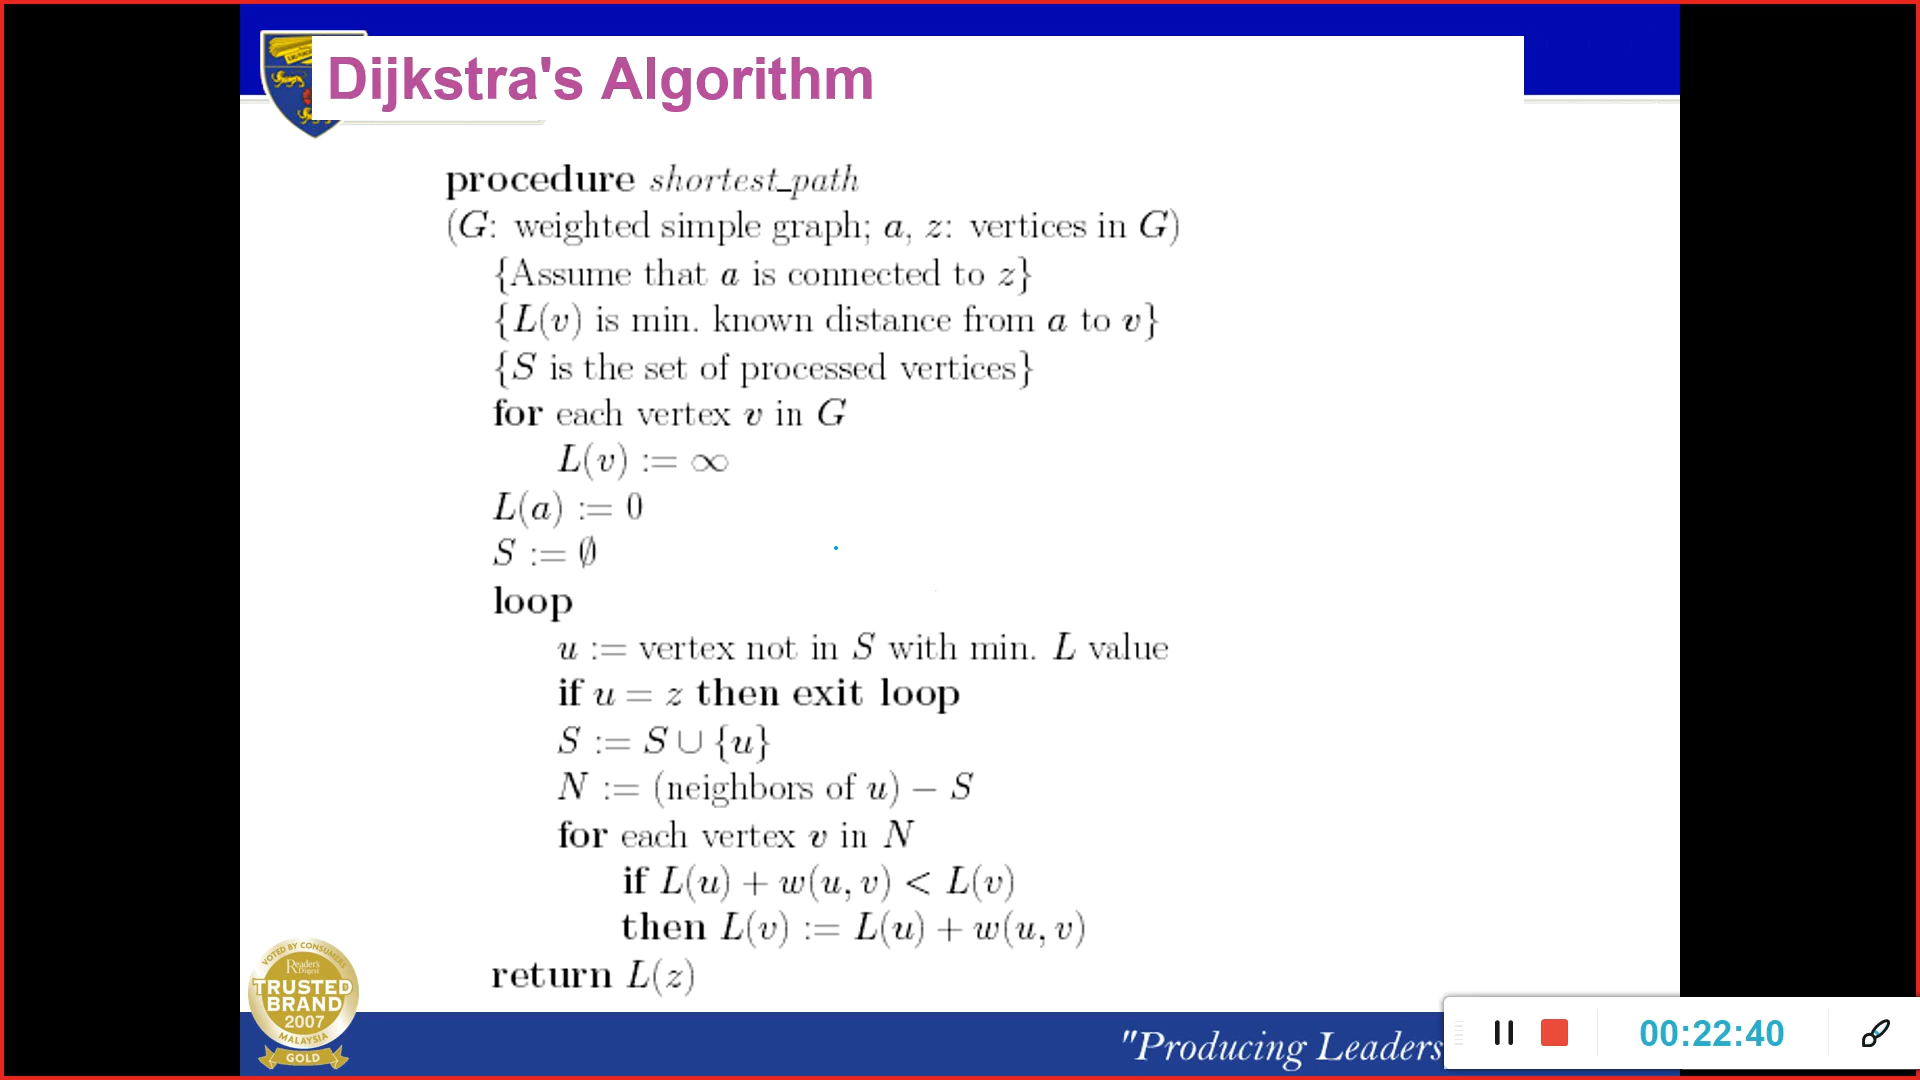 Dijkstra's Algorithm
procedure shortest_path
(G: weighted simple graph; a, z: vertices in G)
{Assume that a is connected to z}
{L(v) is min. known distance from a to v}
{S is the set of processed vertices}
for each vertex v in G
L(v) := ∞
L(a) := 0
S := ∅
loop
u := vertex not in S with min. L value
if u = z then exit loop
S := S ∪ {u}
N := (neighbors of u) − S
for each vertex v in N
if L(u) + w(u, v) < L(v)
then L(v) := L(u) + w(u, v)
return L(z)
VOTED BY CONSUMERS
Reader's
Digest
TRUSTED
BRAND
2007
MALAYSIA
GOLD
"Producing Leaders
00:22:40